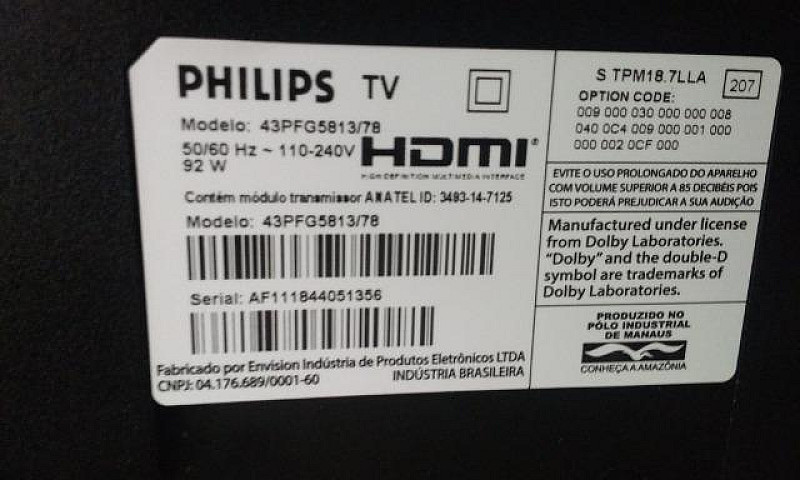 PHILIPS TV
Modelo: 43PFG5813/78
50/60 Hz ~ 110-240V
92 W
HDMI
HIGH DEFINITION MULTIMEDIA INTERFACE
Contém módulo transmissor ANATEL ID: 3493-14-7125
Modelo: 43PFG5813/78
Serial: AF111844051356
Fabricado por Envision Indústria de Produtos Eletrônicos LTDA
CNPJ: 04.176.689/0001-60
INDÚSTRIA BRASILEIRA
S TPM18.7LLA
207
OPTION CODE:
009 000 030 000 000 008
040 0C4 009 000 001 000
000 002 0CF 000
EVITE O USO PROLONGADO DO APARELHO
COM VOLUME SUPERIOR A 85 DECIBÉIS POIS
ISTO PODERÁ PREJUDICAR A SUA AUDIÇÃO
Manufactured under license
from Dolby Laboratories.
“Dolby” and the double-D
symbol are trademarks of
Dolby Laboratories.
PRODUZIDO NO
PÓLO INDUSTRIAL
DE MANAUS
CONHEÇA A AMAZÔNIA